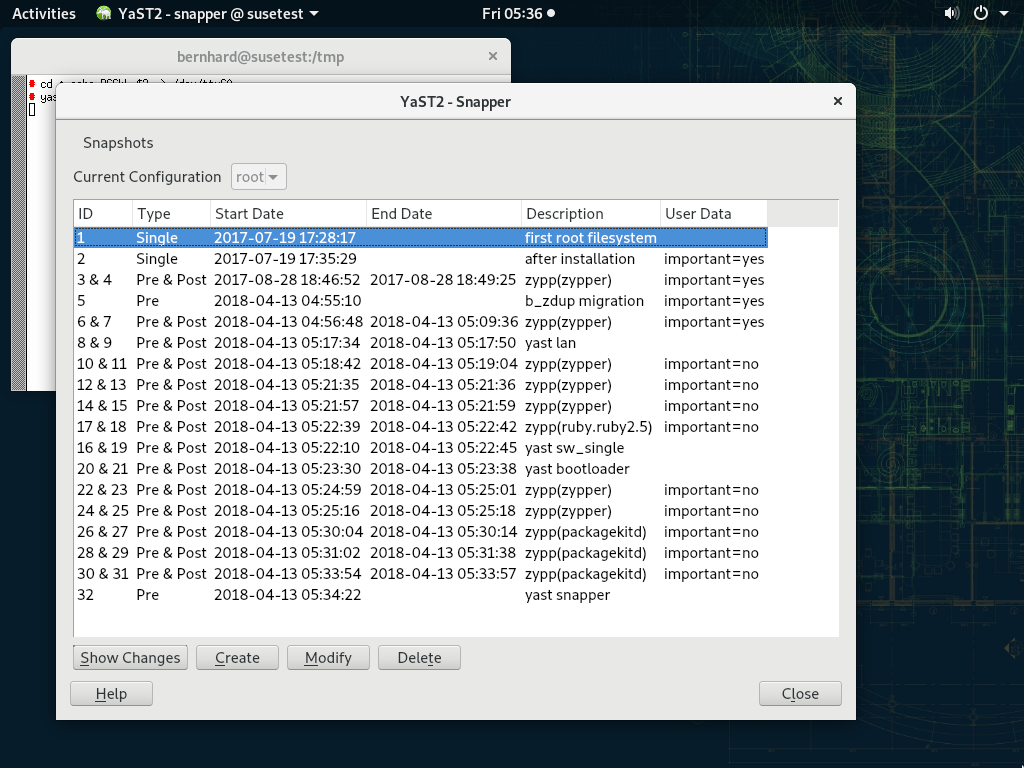 Activities YaST2 - snapper @ susetest Fri 05:36
bernhard@susetest:/tmp
cd
yas
YaST2 - Snapper
Snapshots
Current Configuration root
ID Type Start Date End Date Description User Data
1 Single 2017-07-19 17:28:17 first root filesystem
2 Single 2017-07-19 17:35:29 after installation important=yes
3 & 4 Pre & Post 2017-08-28 18:46:52 2017-08-28 18:49:25 zypp(zypper) important=yes
5 Pre 2018-04-13 04:55:10 b_zdup migration important=yes
6 & 7 Pre & Post 2018-04-13 04:56:48 2018-04-13 05:09:36 zypp(zypper) important=yes
8 & 9 Pre & Post 2018-04-13 05:17:34 2018-04-13 05:17:50 yast lan
10 & 11 Pre & Post 2018-04-13 05:18:42 2018-04-13 05:19:04 zypp(zypper) important=no
12 & 13 Pre & Post 2018-04-13 05:21:35 2018-04-13 05:21:36 zypp(zypper) important=no
14 & 15 Pre & Post 2018-04-13 05:21:57 2018-04-13 05:21:59 zypp(zypper) important=no
17 & 18 Pre & Post 2018-04-13 05:22:39 2018-04-13 05:22:42 zypp(ruby.ruby2.5) important=no
16 & 19 Pre & Post 2018-04-13 05:22:10 2018-04-13 05:22:45 yast sw_single
20 & 21 Pre & Post 2018-04-13 05:23:30 2018-04-13 05:23:38 yast bootloader
22 & 23 Pre & Post 2018-04-13 05:24:59 2018-04-13 05:25:01 zypp(zypper) important=no
24 & 25 Pre & Post 2018-04-13 05:25:16 2018-04-13 05:25:18 zypp(zypper) important=no
26 & 27 Pre & Post 2018-04-13 05:30:04 2018-04-13 05:30:14 zypp(packagekitd) important=no
28 & 29 Pre & Post 2018-04-13 05:31:02 2018-04-13 05:31:38 zypp(packagekitd) important=no
30 & 31 Pre & Post 2018-04-13 05:33:54 2018-04-13 05:33:57 zypp(packagekitd) important=no
32 Pre 2018-04-13 05:34:22 yast snapper
Show Changes Create Modify Delete
Help Close